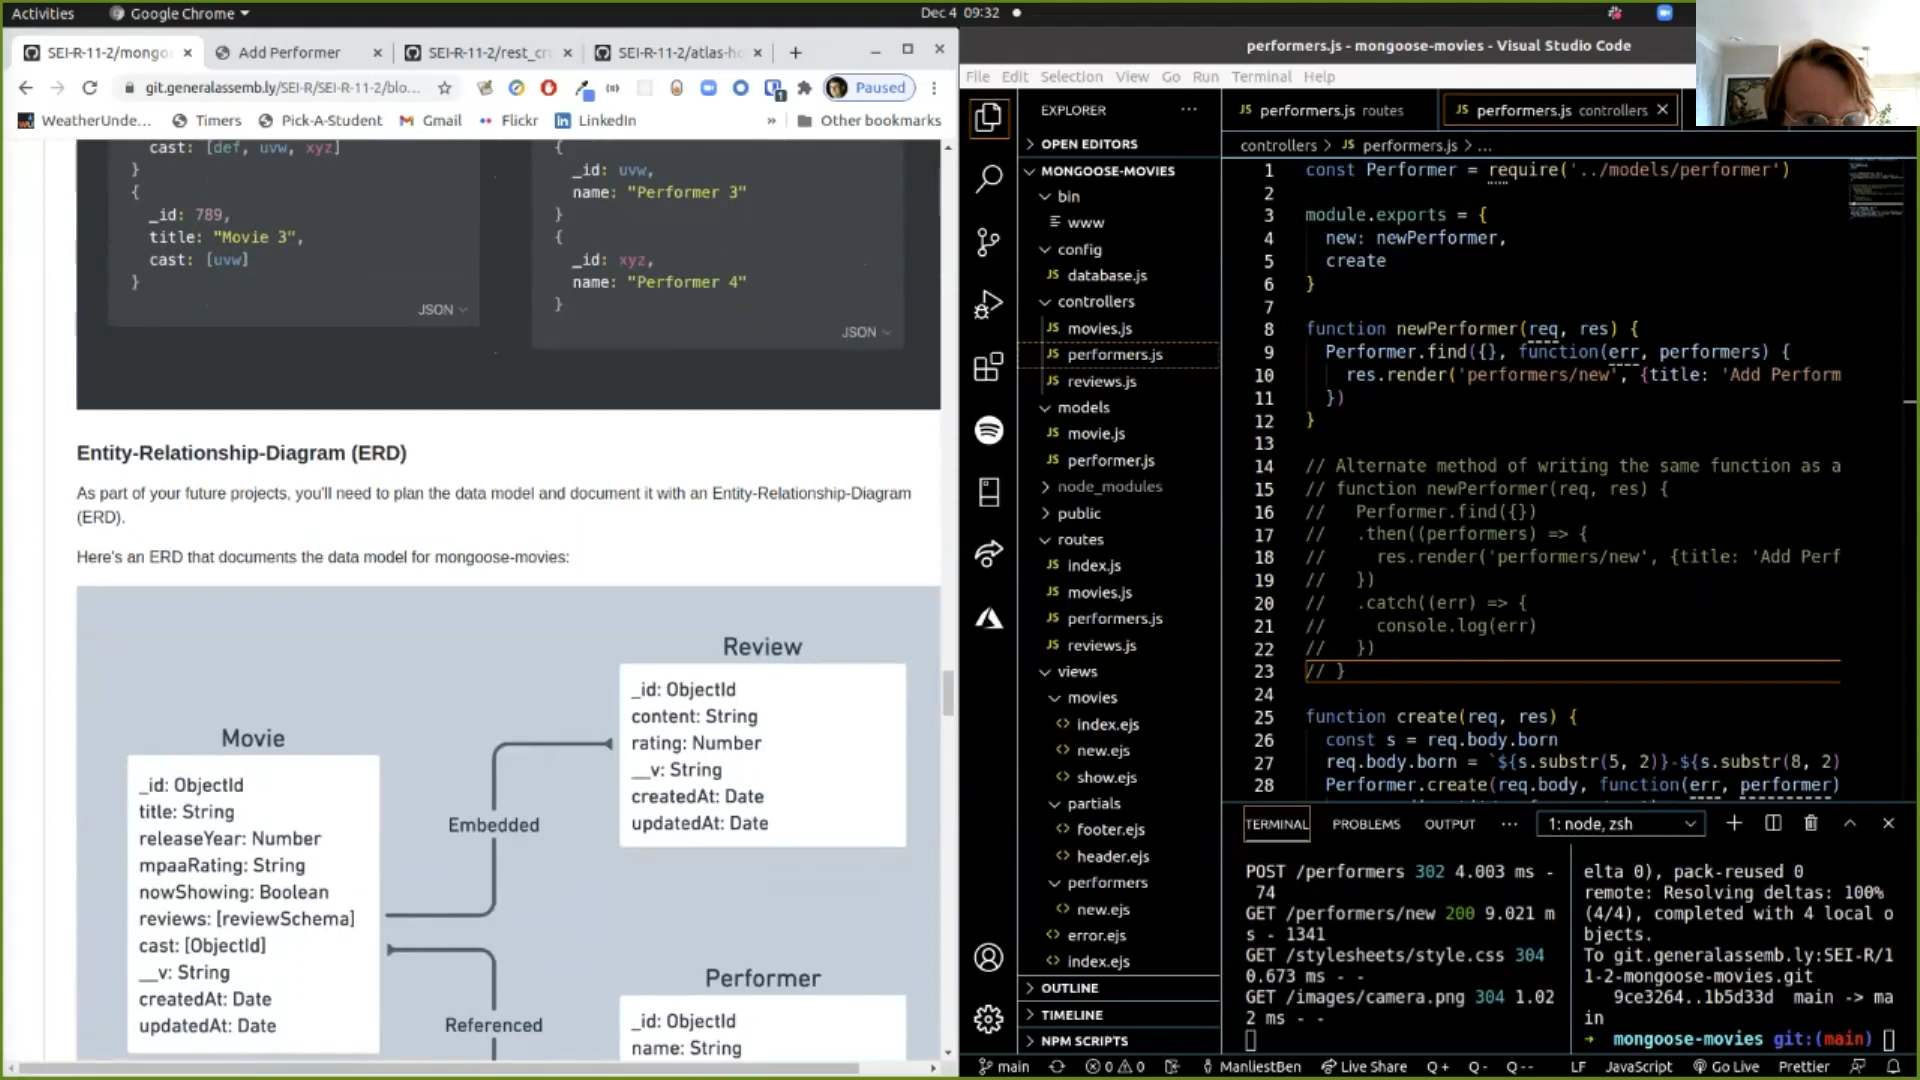 Activities
Google Chrome
Dec 4 09:32
SEI-R-11-2/mongo
Add Performer
SEI-R-11-2/rest_cr
SEI-R-11-2/atlas-ho
git.generalassemb.ly/SEI-R/SEI-R-11-2/blo...
Paused
WeatherUnde...
Timers
Pick-A-Student
Gmail
Flickr
LinkedIn
»
Other bookmarks
cast: [def, uvw, xyz]
}
{
_id: 789,
title: "Movie 3",
cast: [uvw]
}
JSON
{
_id: uvw,
name: "Performer 3"
}
{
_id: xyz,
name: "Performer 4"
}
JSON
Entity-Relationship-Diagram (ERD)
As part of your future projects, you'll need to plan the data model and document it with an Entity-Relationship-Diagram
(ERD).
Here's an ERD that documents the data model for mongoose-movies:
Review
_id: ObjectId
content: String
rating: Number
__v: String
createdAt: Date
updatedAt: Date
Movie
_id: ObjectId
title: String
releaseYear: Number
mpaaRating: String
nowShowing: Boolean
reviews: [reviewSchema]
cast: [ObjectId]
__v: String
createdAt: Date
updatedAt: Date
Embedded
Referenced
Performer
_id: ObjectId
name: String
performers.js - mongoose-movies - Visual Studio Code
File Edit Selection View Go Run Terminal Help
EXPLORER
OPEN EDITORS
MONGOOSE-MOVIES
bin
www
config
JS database.js
controllers
JS movies.js
JS performers.js
JS reviews.js
models
JS movie.js
JS performer.js
node_modules
public
routes
JS index.js
JS movies.js
JS performers.js
JS reviews.js
views
movies
<> index.ejs
<> new.ejs
<> show.ejs
partials
<> footer.ejs
<> header.ejs
performers
<> new.ejs
<> error.ejs
<> index.ejs
OUTLINE
TIMELINE
NPM SCRIPTS
JS performers.js routes
JS performers.js controllers
controllers > JS performers.js > ...
1 const Performer = require('../models/performer')
2
3 module.exports = {
4 new: newPerformer,
5 create
6 }
7
8 function newPerformer(req, res) {
9 Performer.find({}, function(err, performers) {
10 res.render('performers/new', {title: 'Add Perform
11 })
12 }
13
14 // Alternate method of writing the same function as a
15 // function newPerformer(req, res) {
16 // Performer.find({})
17 // .then((performers) => {
18 // res.render('performers/new', {title: 'Add Perf
19 // })
20 // .catch((err) => {
21 // console.log(err)
22 // })
23 // }
24
25 function create(req, res) {
26 const s = req.body.born
27 req.body.born = `${s.substr(5, 2)}-${s.substr(8, 2)
28 Performer.create(req.body, function(err, performer)
TERMINAL PROBLEMS OUTPUT ... 1: node, zsh
POST /performers 302 4.003 ms -
74
GET /performers/new 200 9.021 m
s - 1341
GET /stylesheets/style.css 304
0.673 ms - -
GET /images/camera.png 304 1.02
2 ms - -
elta 0), pack-reused 0
remote: Resolving deltas: 100%
(4/4), completed with 4 local o
bjects.
To git.generalassemb.ly:SEI-R/1
1-2-mongoose-movies.git
9ce3264..1b5d33d main -> ma
in
➜ mongoose-movies git:(main)
main 0 0 ManliestBen Live Share Q+ Q- Q-- LF JavaScript Go Live Prettier